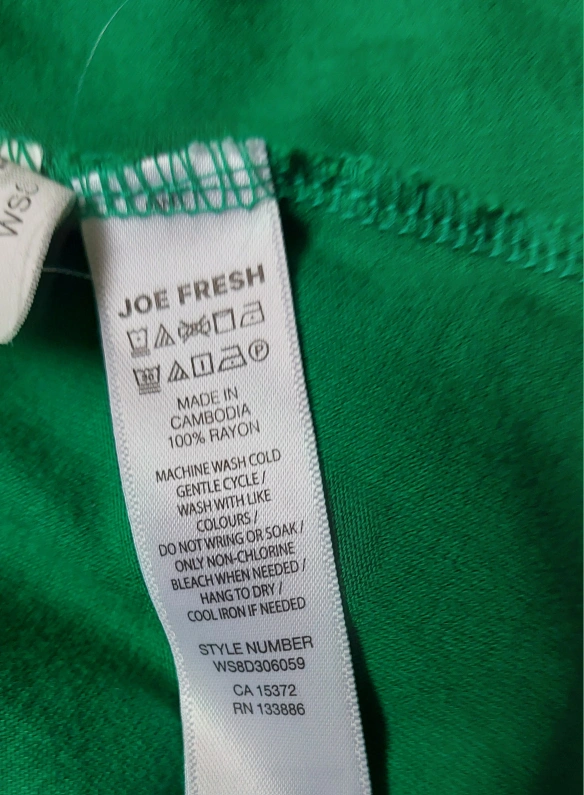 JOE FRESH
30
P
MADE IN
CAMBODIA
100% RAYON
MACHINE WASH COLD
GENTLE CYCLE /
WASH WITH LIKE
COLOURS /
DO NOT WRING OR SOAK /
ONLY NON-CHLORINE
BLEACH WHEN NEEDED /
HANG TO DRY /
COOL IRON IF NEEDED
STYLE NUMBER
WS8D306059
CA 15372
RN 133886